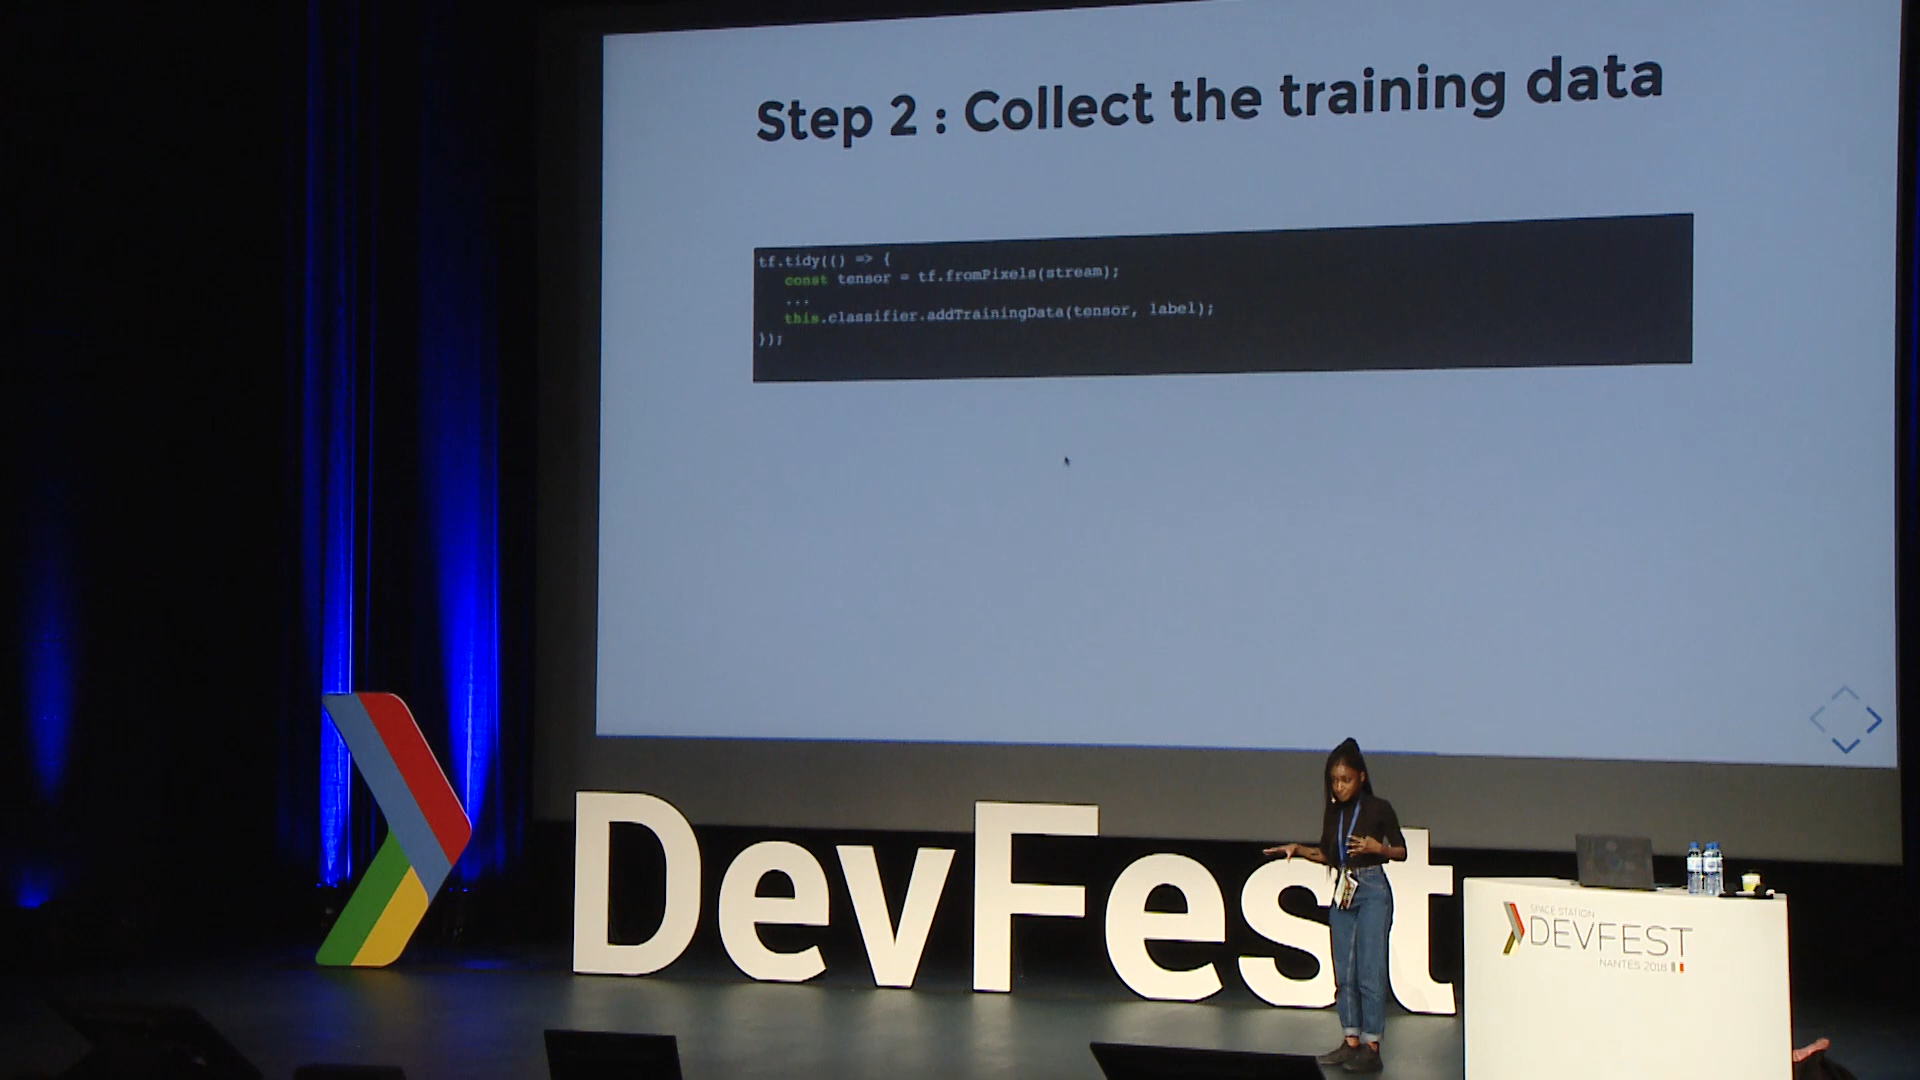 Step 2 : Collect the training data
tf.tidy(() => {
const tensor = tf.fromPixels(stream);
...
this.classifier.addTrainingData(tensor, label);
});
DevFest
SPACE STATION
DEVFEST
NANTES 2018